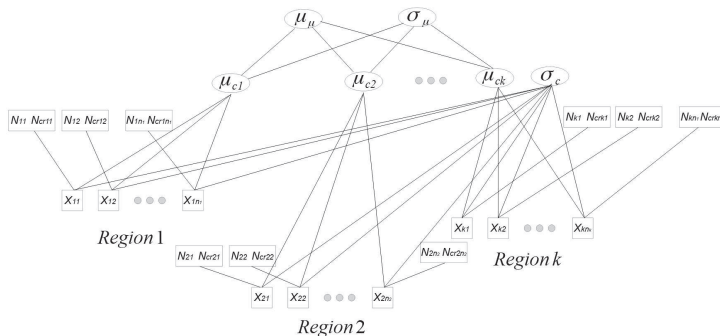 μμ σμ
μc1 μc2 μck σc
N11 Ncr11 N12 Ncr12 N1n1 Ncr1n1 Nk1 Ncrk1 Nk2 Ncrk2 Nknk Ncrkn
X11 X12 X1n1
Xk1 Xk2 Xknk
Region 1
N21 Ncr21 N22 Ncr22 N2n2 Ncr2n2
Region k
X21 X22 X2n2
Region 2